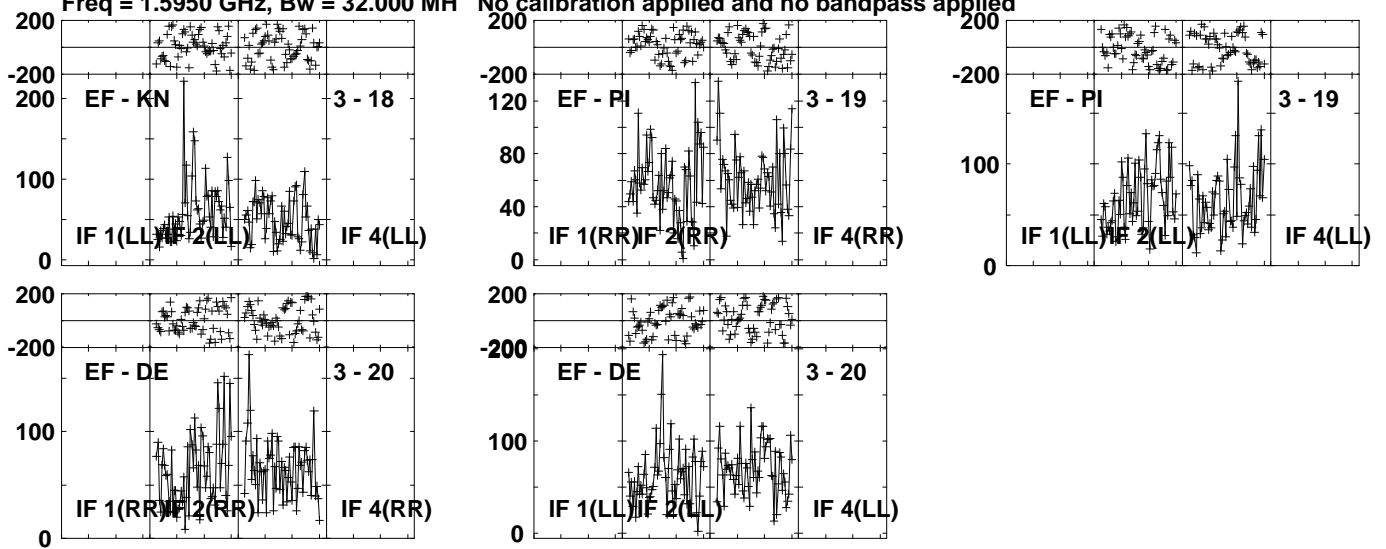 Freq = 1.5950 GHz, Bw = 32.000 MH No calibration applied and no bandpass applied
200
-200
200
100
0
EF - KN
3 - 18
IF 1(LL)
IF 2(LL)
IF 4(LL)
200
-200
120
80
40
0
EF - PI
3 - 19
IF 1(RR)
IF 2(RR)
IF 4(RR)
200
-200
100
0
EF - PI
3 - 19
IF 1(LL)
IF 2(LL)
IF 4(LL)
200
-200
100
0
EF - DE
3 - 20
IF 1(RR)
IF 2(RR)
IF 4(RR)
200
-200
200
100
0
EF - DE
3 - 20
IF 1(LL)
IF 2(LL)
IF 4(LL)